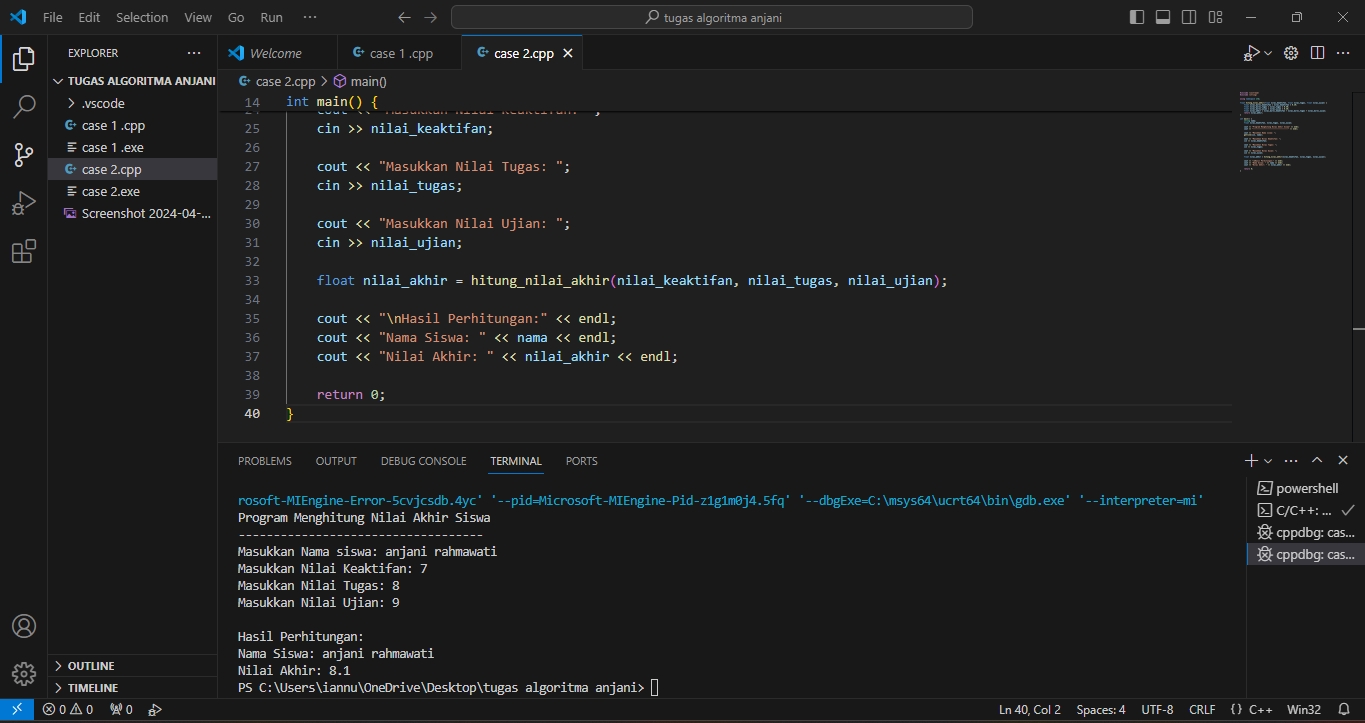 File Edit Selection View Go Run ··· tugas algoritma anjani
EXPLORER ···
TUGAS ALGORITMA ANJANI
.vscode
case 1 .cpp
case 1 .exe
case 2.cpp
case 2.exe
Screenshot 2024-04-...
OUTLINE
TIMELINE
Welcome case 1 .cpp case 2.cpp
case 2.cpp > main()
14 int main() {
25 cin >> nilai_keaktifan;
26
27 cout << "Masukkan Nilai Tugas: ";
28 cin >> nilai_tugas;
29
30 cout << "Masukkan Nilai Ujian: ";
31 cin >> nilai_ujian;
32
33 float nilai_akhir = hitung_nilai_akhir(nilai_keaktifan, nilai_tugas, nilai_ujian);
34
35 cout << "\nHasil Perhitungan:" << endl;
36 cout << "Nama Siswa: " << nama << endl;
37 cout << "Nilai Akhir: " << nilai_akhir << endl;
38
39 return 0;
40 }
PROBLEMS OUTPUT DEBUG CONSOLE TERMINAL PORTS
rosoft-MIEngine-Error-5cvjcsdb.4yc' '--pid=Microsoft-MIEngine-Pid-z1g1m0j4.5fq' '--dbgExe=C:\msys64\ucrt64\bin\gdb.exe' '--interpreter=mi'
Program Menghitung Nilai Akhir Siswa
-----------------------------------
Masukkan Nama siswa: anjani rahmawati
Masukkan Nilai Keaktifan: 7
Masukkan Nilai Tugas: 8
Masukkan Nilai Ujian: 9
Hasil Perhitungan:
Nama Siswa: anjani rahmawati
Nilai Akhir: 8.1
PS C:\Users\iannu\OneDrive\Desktop\tugas algoritma anjani>
powershell
C/C++: ...
cppdbg: cas...
cppdbg: cas...
0 0 0 Ln 40, Col 2 Spaces: 4 UTF-8 CRLF {} C++ Win32